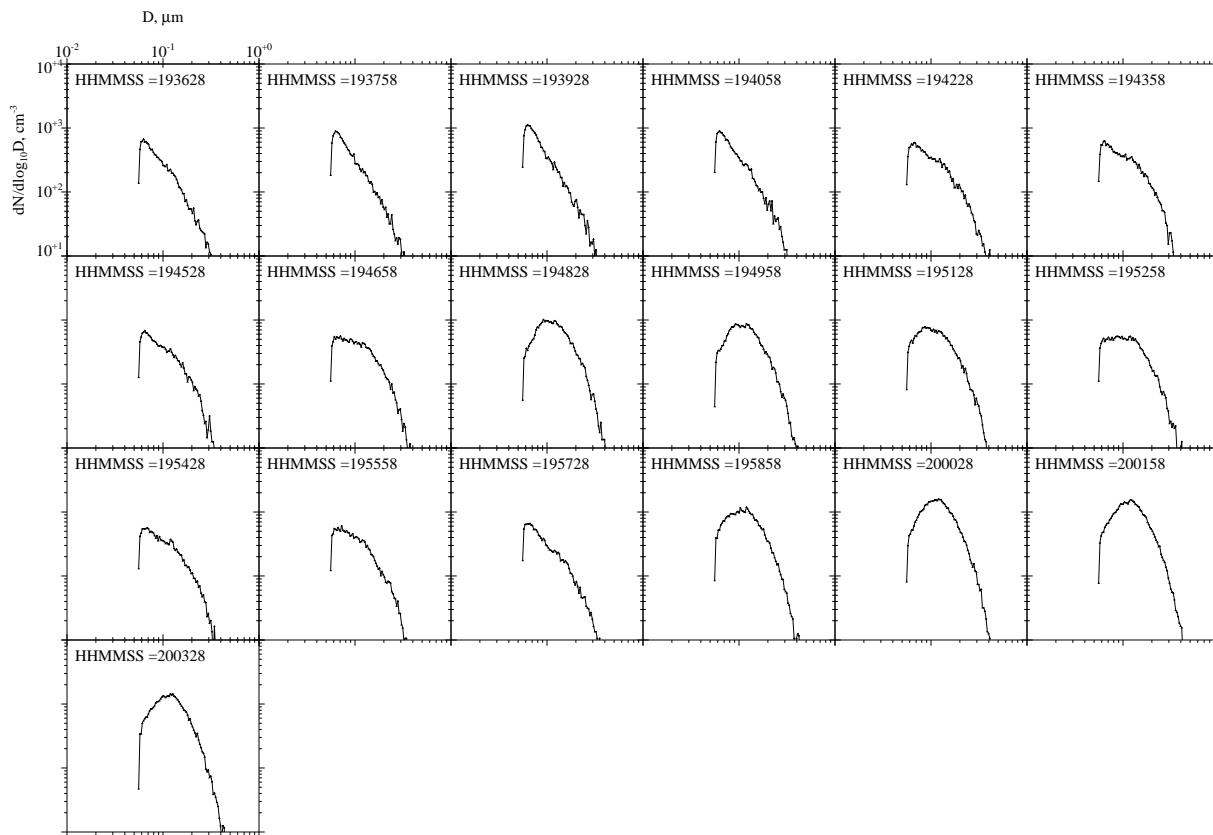 D, μm
10⁻² 10⁻¹ 10⁺⁰
10⁺⁴
10⁺³
10⁺²
10⁺¹
dN/dlog₁₀D, cm⁻³
HHMMSS =193628
HHMMSS =193758
HHMMSS =193928
HHMMSS =194058
HHMMSS =194228
HHMMSS =194358
HHMMSS =194528
HHMMSS =194658
HHMMSS =194828
HHMMSS =194958
HHMMSS =195128
HHMMSS =195258
HHMMSS =195428
HHMMSS =195558
HHMMSS =195728
HHMMSS =195858
HHMMSS =200028
HHMMSS =200158
HHMMSS =200328